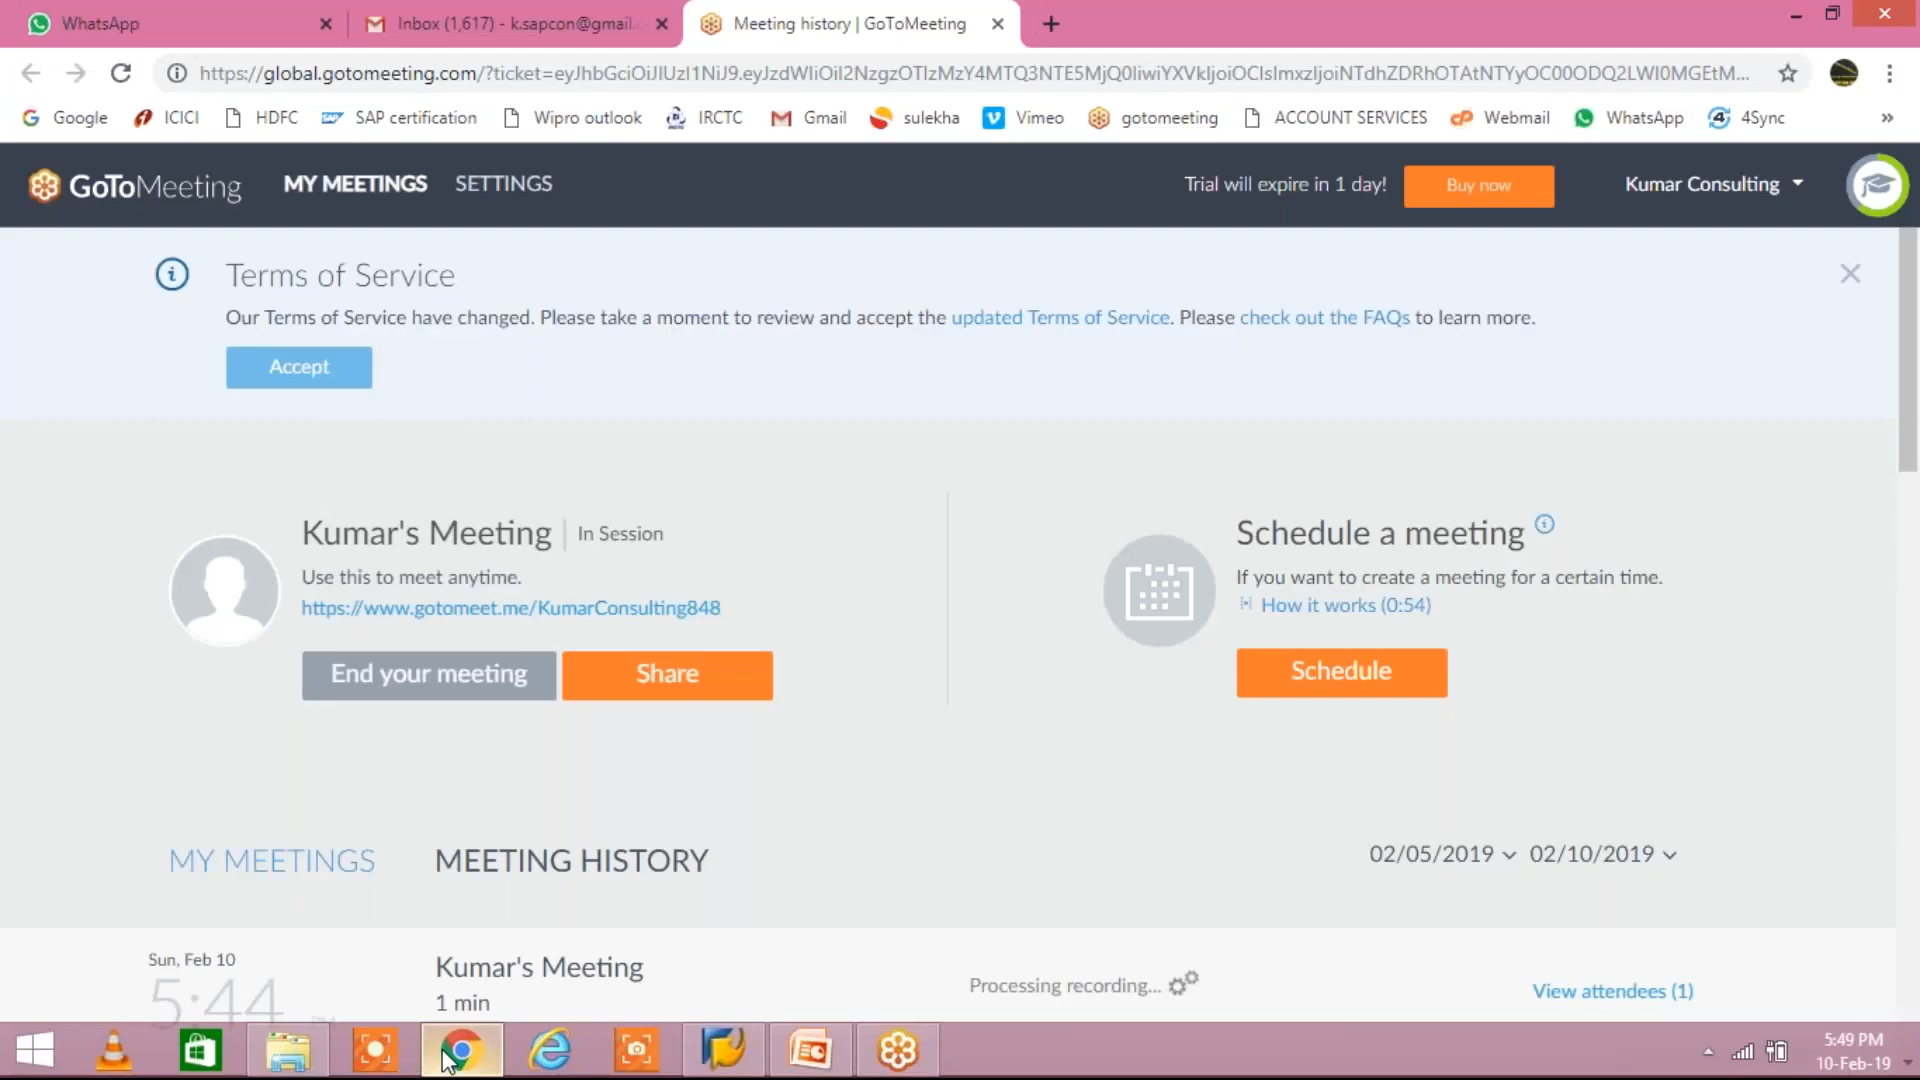 WhatsApp
Inbox (1,617) - k.sapcon@gmail.
Meeting history | GoToMeeting
Google
ICICI
HDFC
SAP certification
Wipro outlook
IRCTC
Gmail
sulekha
Vimeo
gotomeeting
ACCOUNT SERVICES
Webmail
WhatsApp
4Sync
GoToMeeting
MY MEETINGS
SETTINGS
Trial will expire in 1 day!
Buy now
Kumar Consulting
Terms of Service
Our Terms of Service have changed. Please take a moment to review and accept the updated Terms of Service. Please check out the FAQs to learn more.
Accept
Kumar's Meeting
In Session
Use this to meet anytime.
https://www.gotomeet.me/KumarConsulting848
End your meeting
Share
Schedule a meeting
If you want to create a meeting for a certain time.
How it works (0:54)
Schedule
MY MEETINGS
MEETING HISTORY
02/05/2019
02/10/2019
Sun, Feb 10
5:44
Kumar's Meeting
1 min
Processing recording...
View attendees (1)
5:49 PM
10-Feb-19